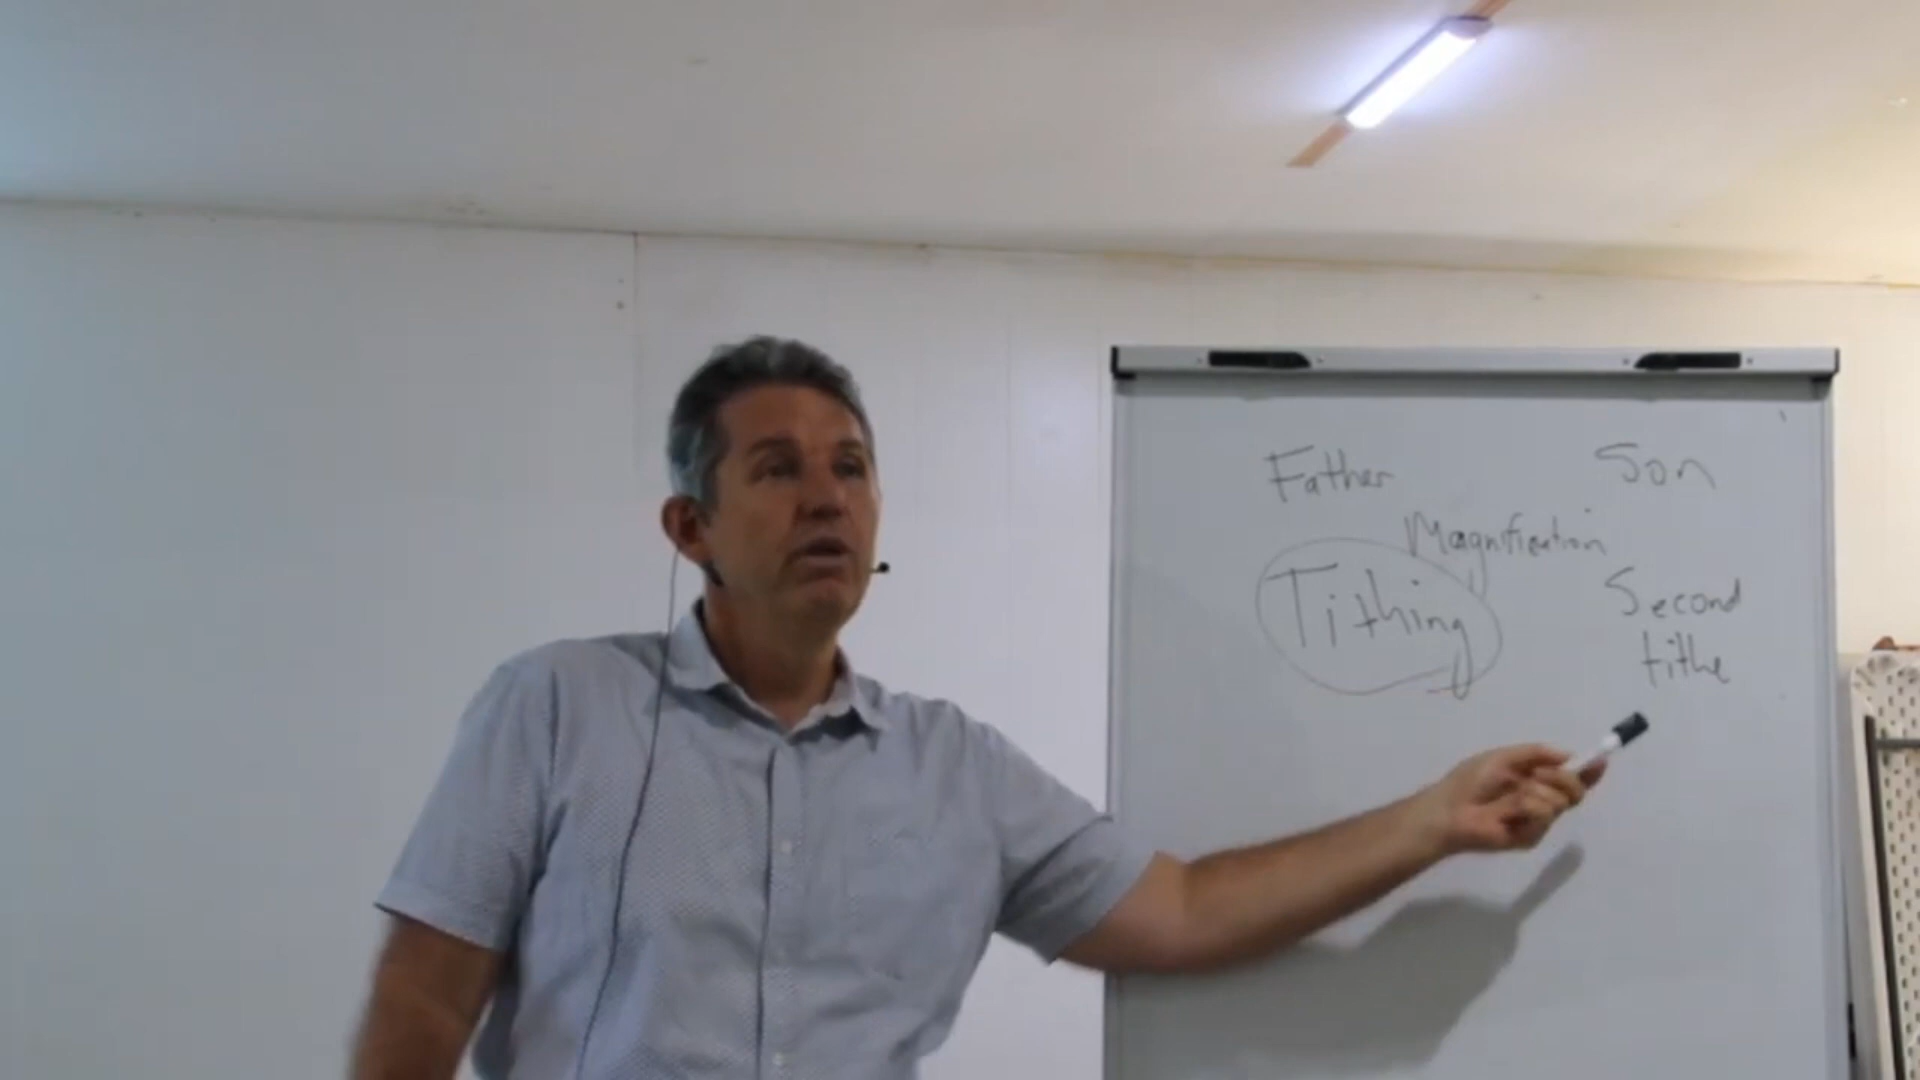 Father Son
Magnification
Tithing
Second
tithe